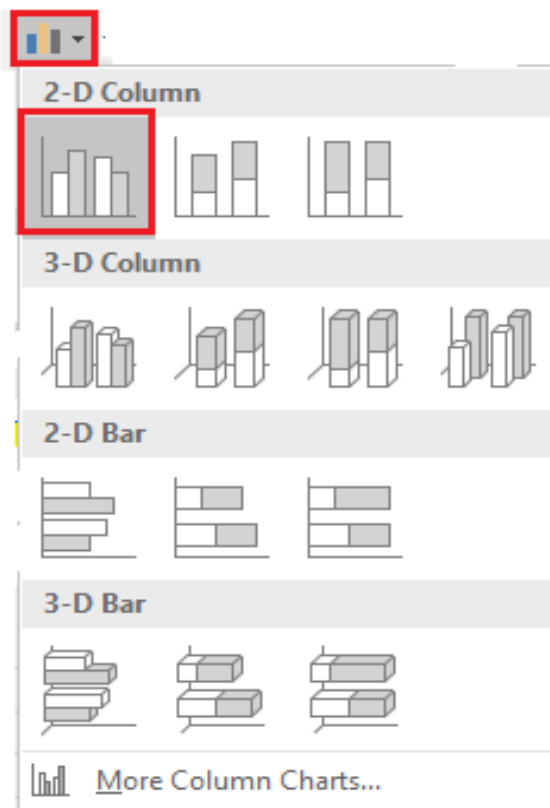 2-D Column
3-D Column
2-D Bar
3-D Bar
More Column Charts...